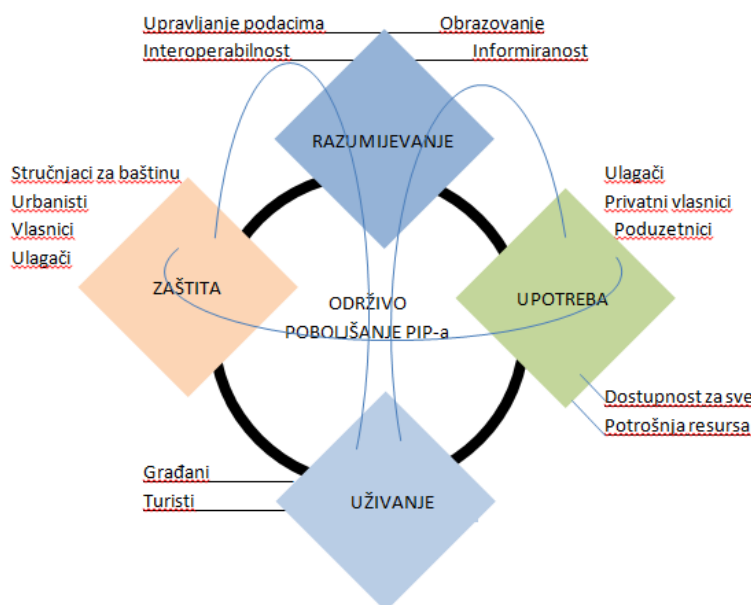 Upravljanje podacima
Obrazovanje
Interoperabilnost
Informiranost
RAZUMIJEVANJE
Stručnjaci za baštinu
Urbanisti
Vlasnici
Ulagači
Ulagači
Privatni vlasnici
Poduzetnici
ZAŠTITA
ODRŽIVO
POBOLJŠANJE PIP-a
UPOTREBA
Dostupnost za sve
Potrošnja resursa
Građani
Turisti
UŽIVANJE